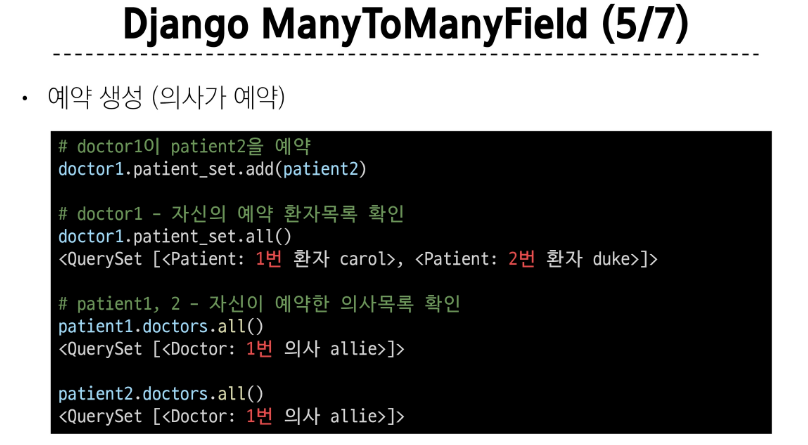 Django ManyToManyField (5/7)
• 예약 생성 (의사가 예약)
# doctor1이 patient2을 예약
doctor1.patient_set.add(patient2)
# doctor1 - 자신의 예약 환자목록 확인
doctor1.patient_set.all()
<QuerySet [<Patient: 1번 환자 carol>, <Patient: 2번 환자 duke>]>
# patient1, 2 - 자신이 예약한 의사목록 확인
patient1.doctors.all()
<QuerySet [<Doctor: 1번 의사 allie>]>
patient2.doctors.all()
<QuerySet [<Doctor: 1번 의사 allie>]>